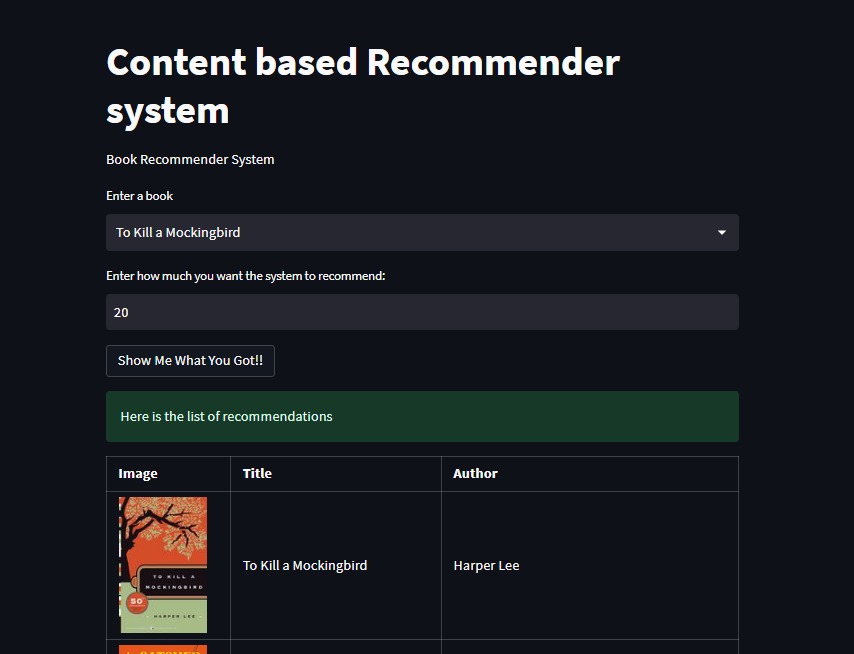 Content based Recommender
system
Book Recommender System
Enter a book
To Kill a Mockingbird
Enter how much you want the system to recommend:
20
Show Me What You Got!!
Here is the list of recommendations
Image Title Author
TO KILL A
MOCKINGBIRD
50
HARPER LEE
To Kill a Mockingbird Harper Lee